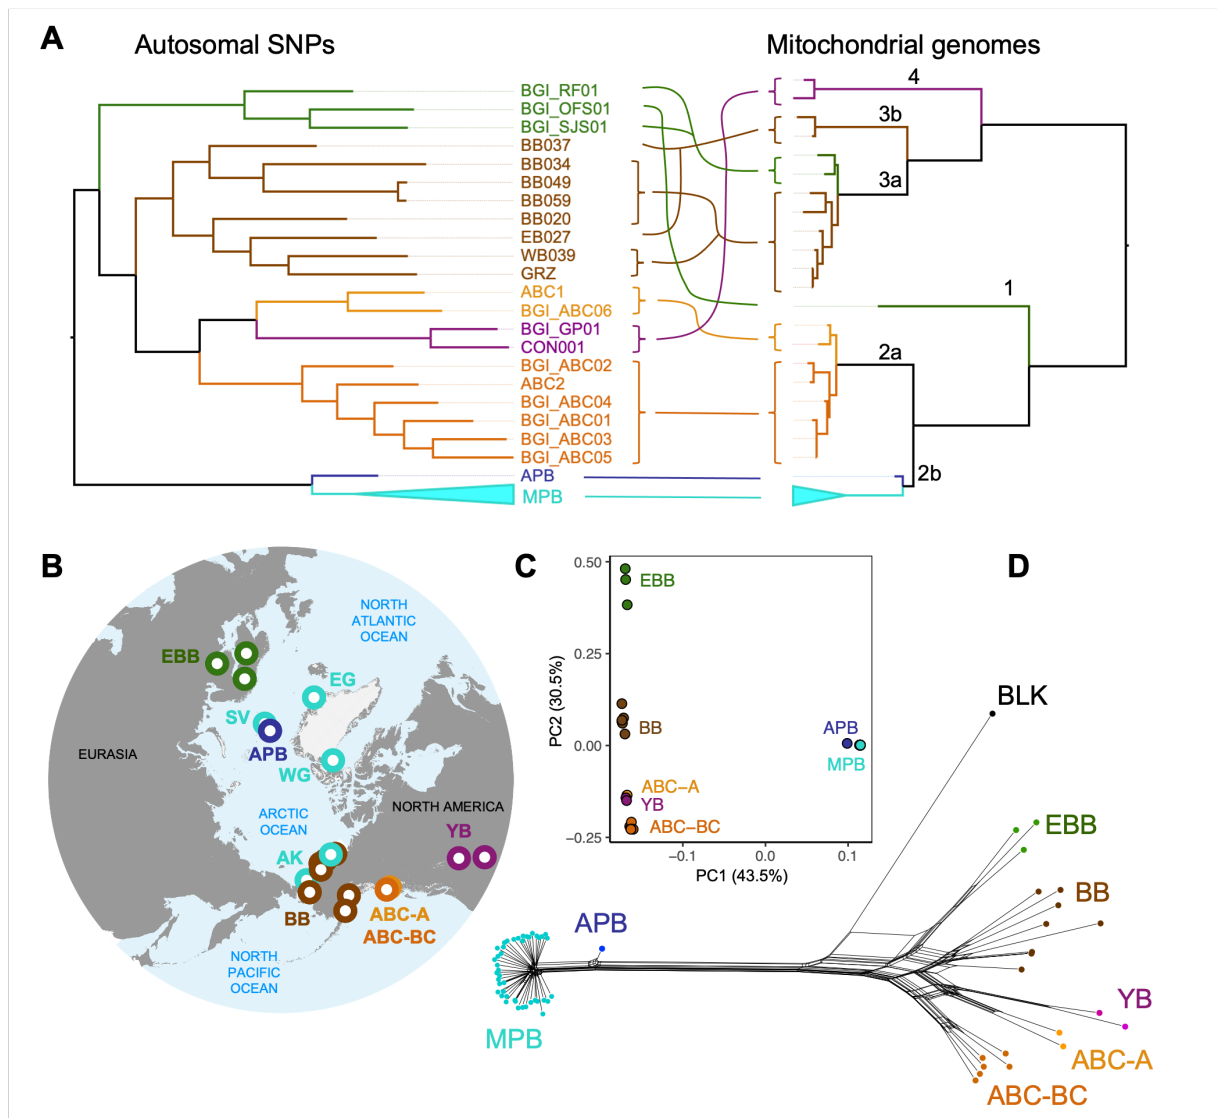 A
Autosomal SNPs
Mitochondrial genomes
BGI_RF01
BGI_OFS01
BGI_SJS01
BB037
BB034
BB049
BB059
BB020
EB027
WB039
GRZ
ABC1
BGI_ABC06
BGI_GP01
CON001
BGI_ABC02
ABC2
BGI_ABC04
BGI_ABC01
BGI_ABC03
BGI_ABC05
APB
MPB
4
3b
3a
1
2a
2b
B
NORTH
ATLANTIC
OCEAN
EBB
EG
SV
APB
EURASIA
WG
NORTH AMERICA
ARCTIC
OCEAN
YB
AK
BB
ABC-A
ABC-BC
NORTH
PACIFIC
OCEAN
C
0.50
0.25
0.00
−0.25
PC2 (30.5%)
EBB
BB
APB
MPB
ABC−A
YB
ABC−BC
−0.1
0.0
0.1
PC1 (43.5%)
D
BLK
EBB
BB
APB
YB
MPB
ABC-A
ABC-BC